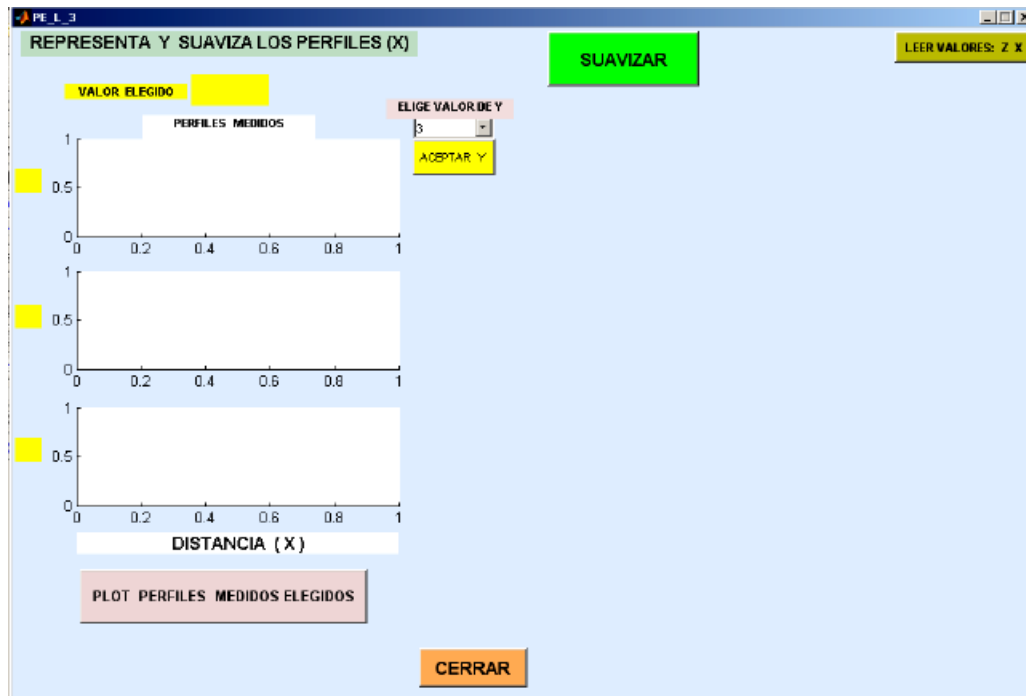 PE_L_3
REPRESENTA Y SUAVIZA LOS PERFILES (X)
SUAVIZAR
LEER VALORES: Z X
VALOR ELEGIDO
ELIGE VALOR DE Y
3
ACEPTAR Y
PERFILES MEDIDOS
1
0.5
0
0 0.2 0.4 0.6 0.8 1
1
0.5
0
0 0.2 0.4 0.6 0.8 1
1
0.5
0
0 0.2 0.4 0.6 0.8 1
DISTANCIA ( X )
PLOT PERFILES MEDIDOS ELEGIDOS
CERRAR